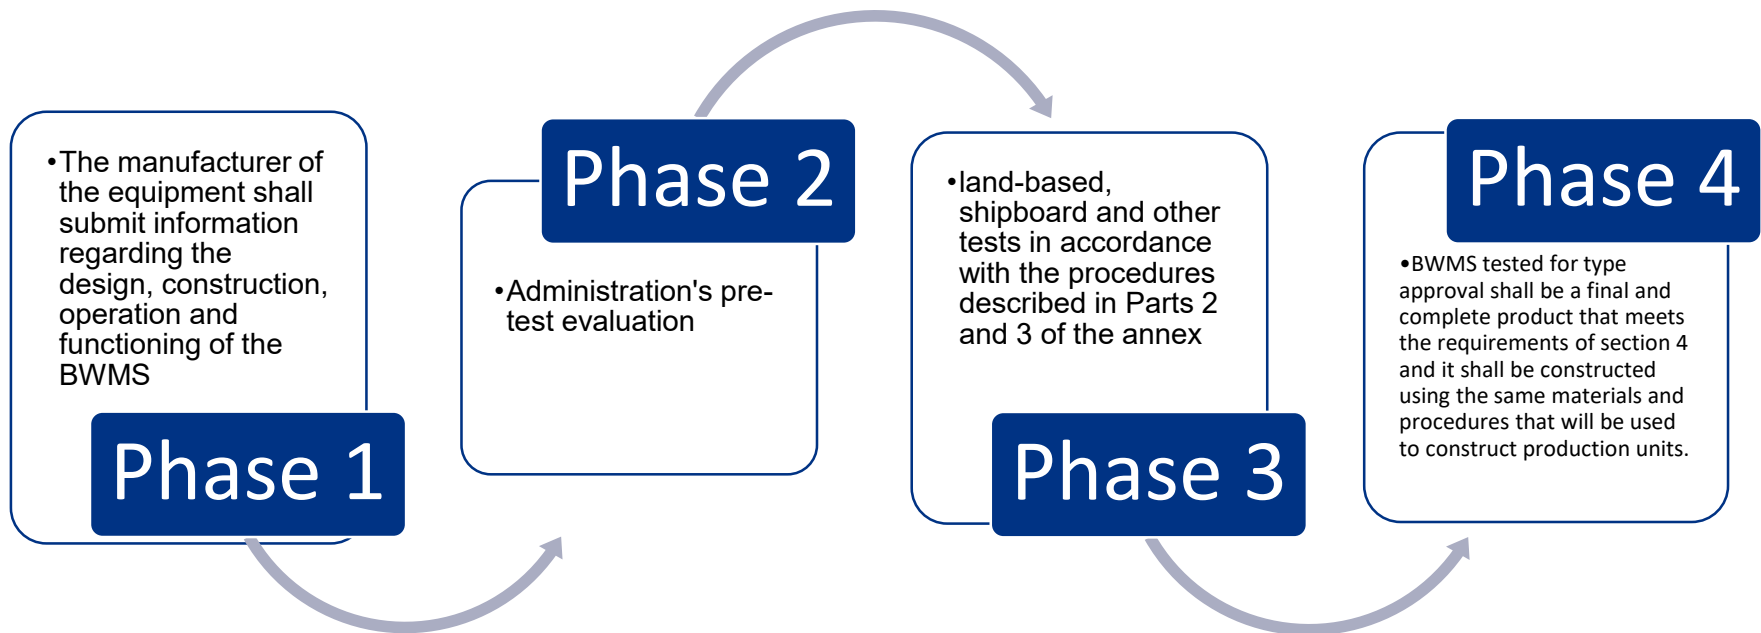 •The manufacturer of
the equipment shall
submit information
regarding the
design, construction,
operation and
functioning of the
BWMS
Phase 1
Phase 2
•Administration's pre-
test evaluation
•land-based,
shipboard and other
tests in accordance
with the procedures
described in Parts 2
and 3 of the annex
Phase 3
Phase 4
•BWMS tested for type
approval shall be a final and
complete product that meets
the requirements of section 4
and it shall be constructed
using the same materials and
procedures that will be used
to construct production units.